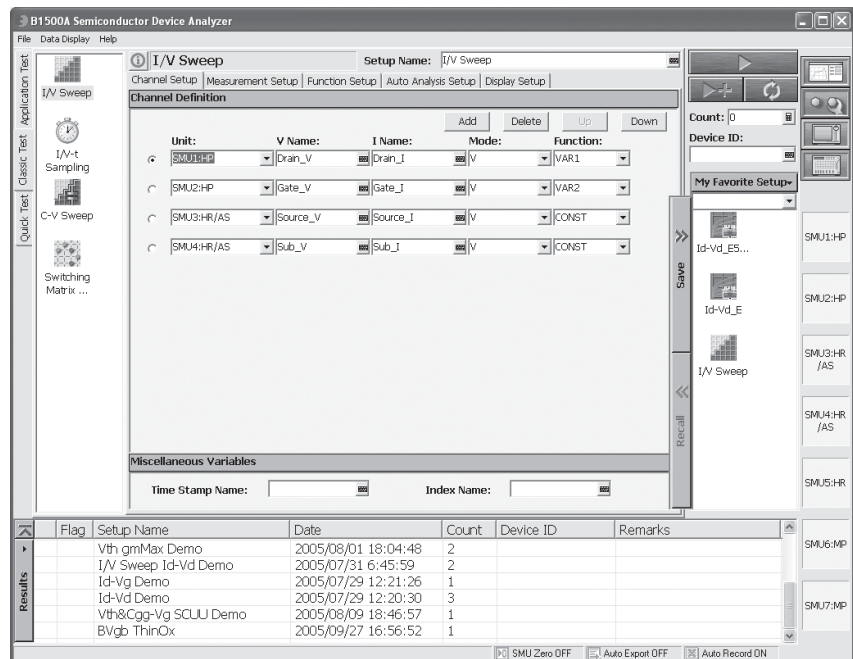 B1500A Semiconductor Device Analyzer
File Data Display Help
Application Test
Classic Test
Quick Test
I/V Sweep
I/V-t
Sampling
C-V Sweep
Switching
Matrix ...
I/V Sweep
Setup Name: I/V Sweep
Channel Setup Measurement Setup Function Setup Auto Analysis Setup Display Setup
Channel Definition
Add Delete Up Down
Unit: V Name: I Name: Mode: Function:
SMU1:HP Drain_V Drain_I V VAR1
SMU2:HP Gate_V Gate_I V VAR2
SMU3:HR/AS Source_V Source_I V CONST
SMU4:HR/AS Sub_V Sub_I V CONST
Miscellaneous Variables
Time Stamp Name: Index Name:
Save
Recall
Count: 0
Device ID:
My Favorite Setup
Id-Vd_E5...
Id-Vd_E
I/V Sweep
SMU1:HP
SMU2:HP
SMU3:HR
/AS
SMU4:HR
/AS
SMU5:HR
SMU6:MP
SMU7:MP
Results
Flag Setup Name Date Count Device ID Remarks
Vth gmMax Demo 2005/08/01 18:04:48 2
I/V Sweep Id-Vd Demo 2005/07/31 6:45:59 2
Id-Vg Demo 2005/07/29 12:21:26 1
Id-Vd Demo 2005/07/29 12:20:30 3
Vth&Cgg-Vg SCUU Demo 2005/08/09 18:46:57 1
BVgb ThinOx 2005/09/27 16:56:52 1
SMU Zero OFF Auto Export OFF Auto Record ON